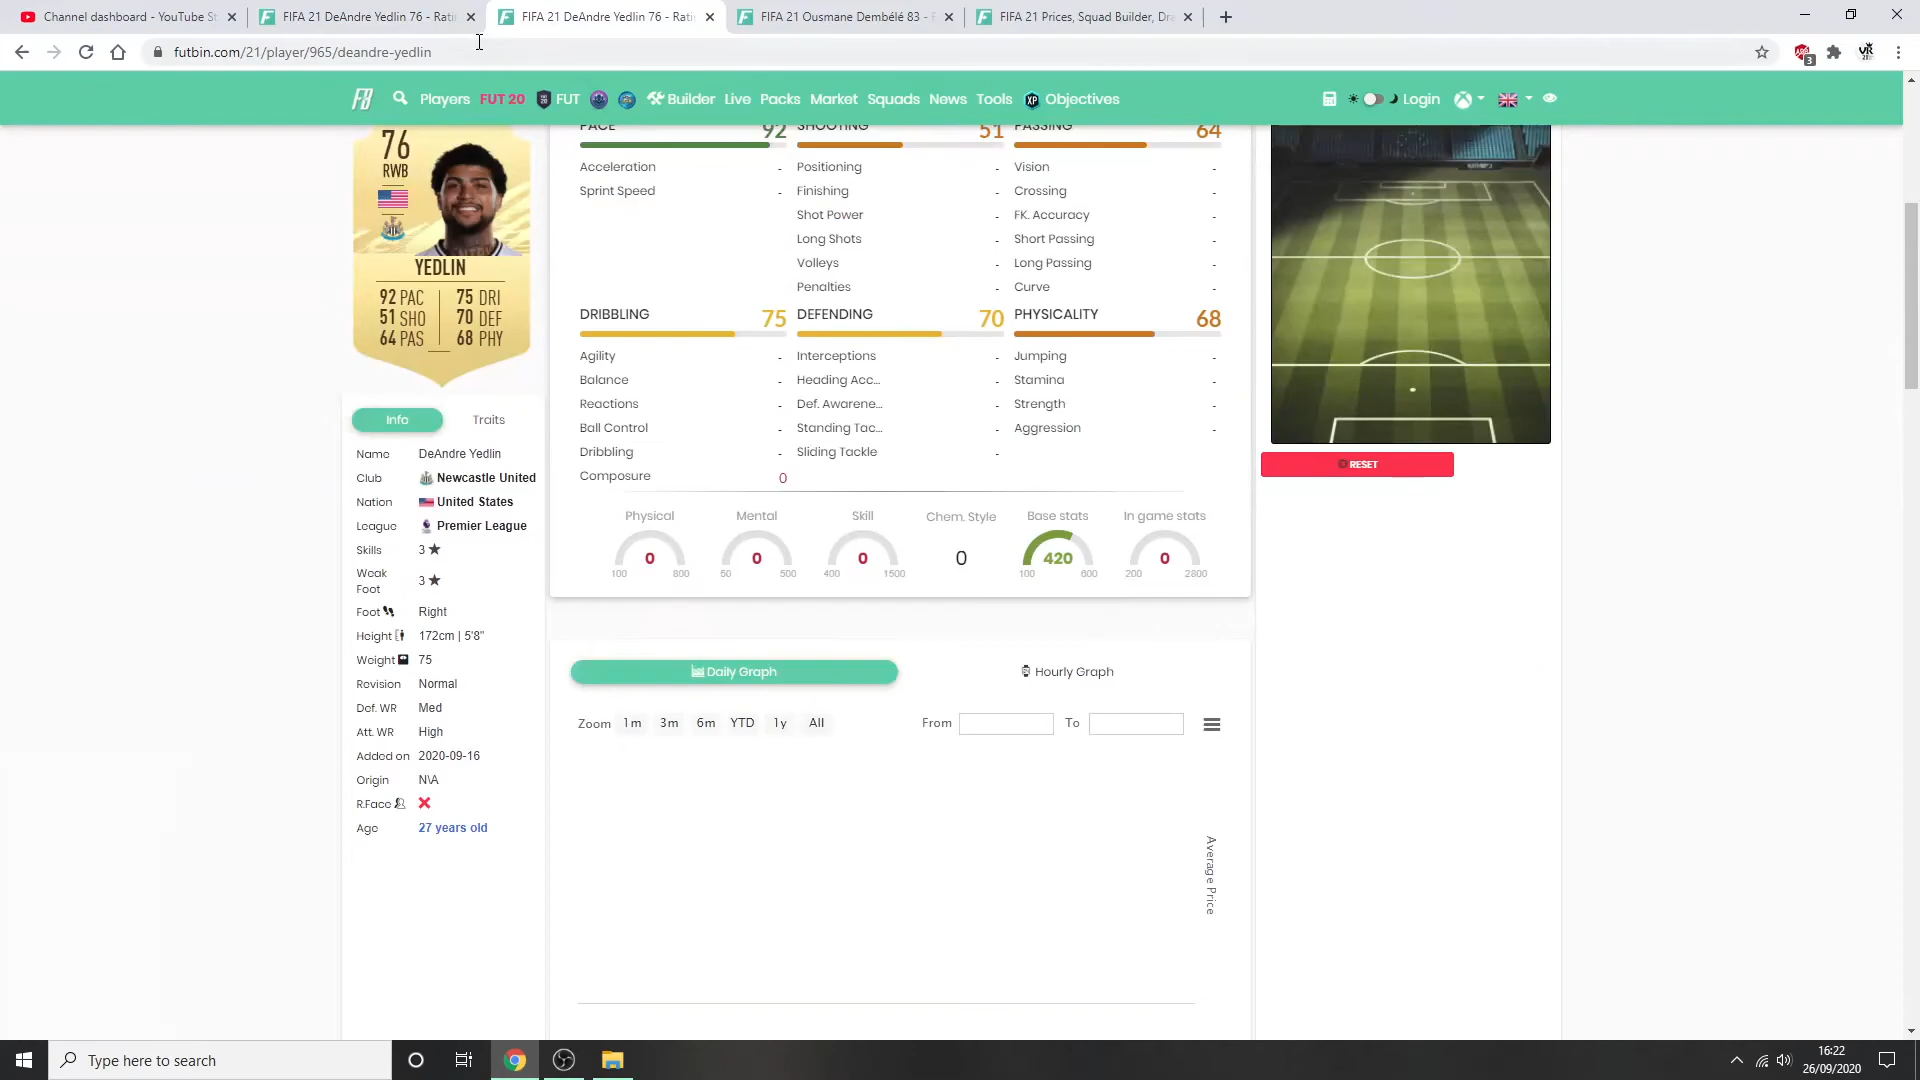 Channel dashboard - YouTube St
FIFA 21 DeAndre Yedlin 76 - Rati
FIFA 21 DeAndre Yedlin 76 - Rati
FIFA 21 Ousmane Dembélé 83 - F
FIFA 21 Prices, Squad Builder, Dra
futbin.com/21/player/965/deandre-yedlin
3
FB Players FUT 20 FUT Builder Live Packs Market Squads News Tools XP Objectives Login
PACE 92 SHOOTING 51 PASSING 64
76
RWB
YEDLIN
92 PAC 75 DRI
51 SHO 70 DEF
64 PAS 68 PHY
Acceleration - Positioning - Vision -
Sprint Speed - Finishing - Crossing -
Shot Power - FK. Accuracy -
Long Shots - Short Passing -
Volleys - Long Passing -
Penalties - Curve -
DRIBBLING 75 DEFENDING 70 PHYSICALITY 68
Agility - Interceptions - Jumping -
Balance - Heading Acc... - Stamina -
Reactions - Def. Awarene... - Strength -
Ball Control - Standing Tac... - Aggression -
Dribbling - Sliding Tackle -
Composure 0
RESET
Physical Mental Skill Chem. Style Base stats In game stats
0 0 0 0 420 0
100 800 50 500 400 1500 100 600 200 2800
Info Traits
Name DeAndre Yedlin
Club Newcastle United
Nation United States
League Premier League
Skills 3 ★
Weak Foot 3 ★
Foot Right
Height 172cm | 5'8"
Weight 75
Revision Normal
Def. WR Med
Att. WR High
Added on 2020-09-16
Origin N\A
R.Face
Age 27 years old
Daily Graph Hourly Graph
Zoom 1m 3m 6m YTD 1y All From To
Average Price
Type here to search
16:22
26/09/2020